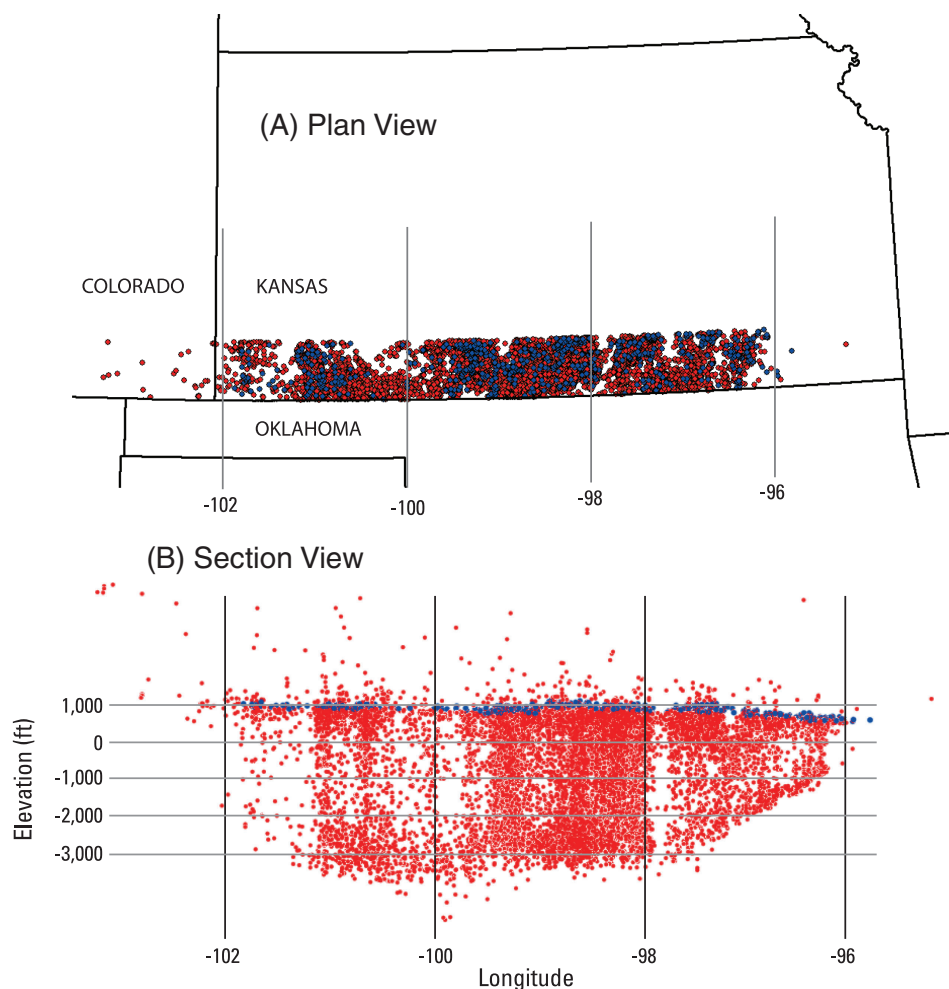 (A) Plan View
COLORADO
KANSAS
OKLAHOMA
-102
-100
-98
-96
(B) Section View
Elevation (ft)
1,000
0
-1,000
-2,000
-3,000
-102
-100
-98
-96
Longitude